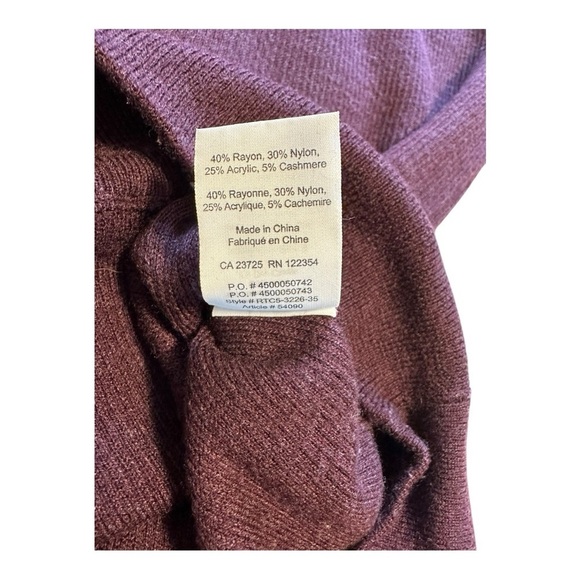 40% Rayon, 30% Nylon,
25% Acrylic, 5% Cashmere
40% Rayonne, 30% Nylon,
25% Acrylique, 5% Cachemire
Made in China
Fabriqué en Chine
CA 23725 RN 122354
P.O. # 4500050742
P.O. # 4500050743
Style # RTC5-3226-35
Article # 54090